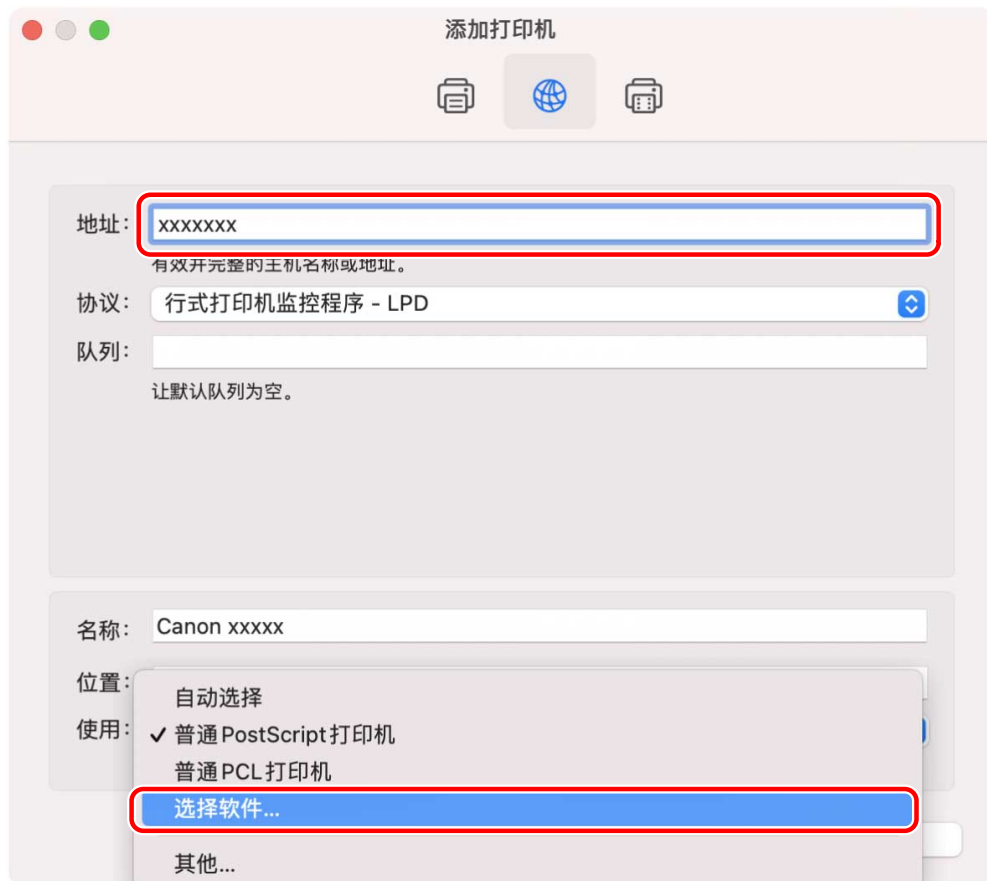 添加打印机
地址：
xxxxxxx
有效并完整的主机名称或地址。
协议：
行式打印机监控程序 - LPD
队列：
让默认队列为空。
名称：
Canon xxxxx
位置：
使用：
自动选择
✓ 普通PostScript打印机
普通PCL打印机
选择软件...
其他...